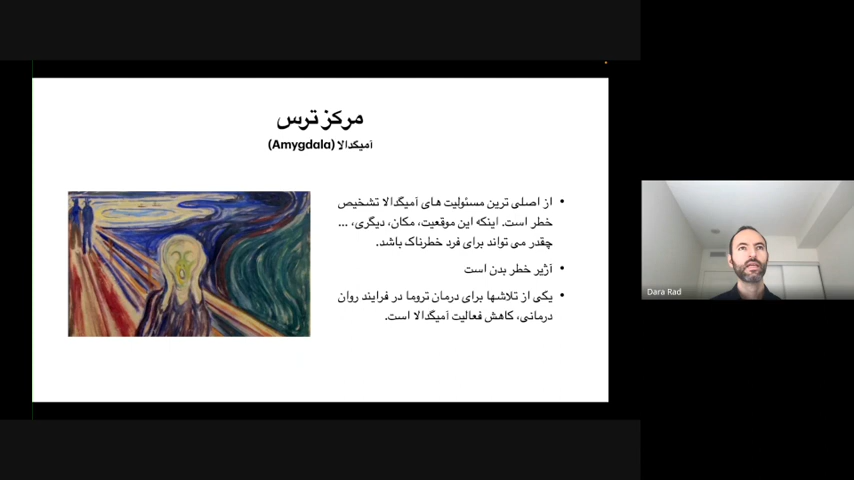 مرکز ترس
آمیگدالا (Amygdala)
• از اصلی ترین مسئولیت های آمیگدالا تشخیص
خطر است. اینکه این موقعیت، مکان، دیگری، ...
چقدر می تواند برای فرد خطرناک باشد.
• آژیر خطر بدن است
• یکی از تلاشها برای درمان تروما در فرایند روان
درمانی، کاهش فعالیت آمیگدالا است.
Dara Rad